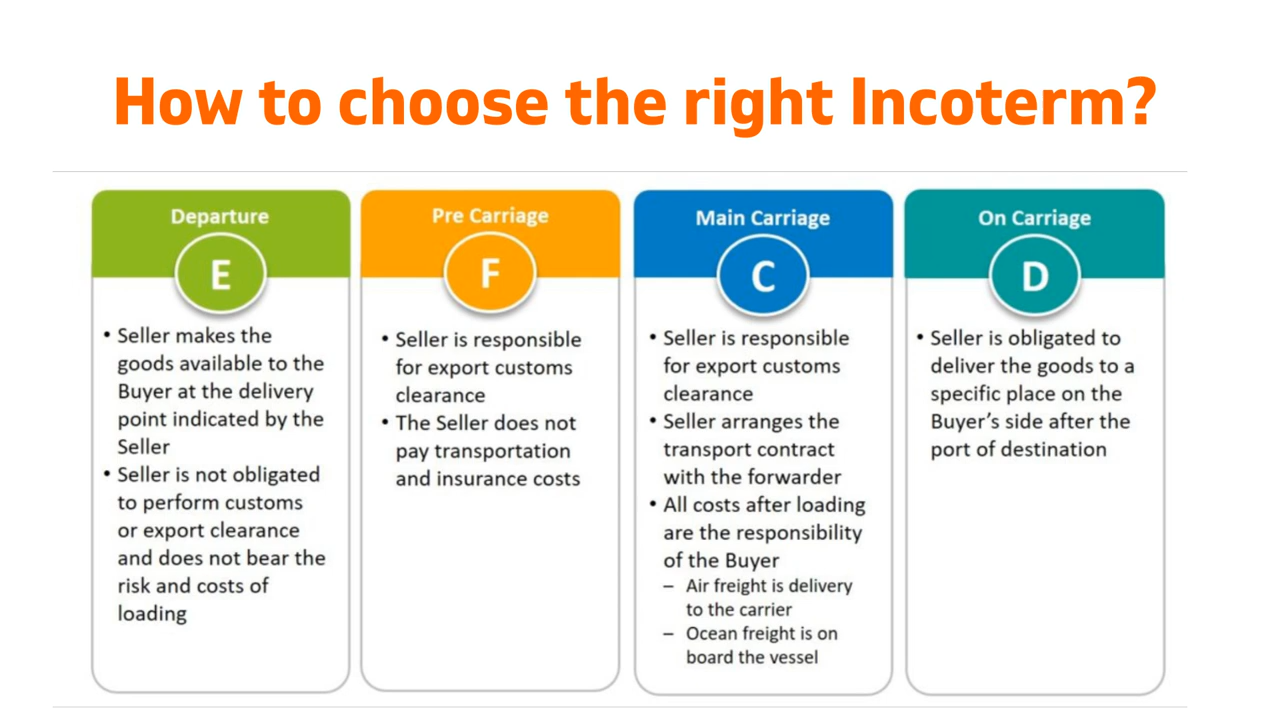 How to choose the right Incoterm?
Departure
E
• Seller makes the
goods available to the
Buyer at the delivery
point indicated by the
Seller
• Seller is not obligated
to perform customs
or export clearance
and does not bear the
risk and costs of
loading
Pre Carriage
F
• Seller is responsible
for export customs
clearance
• The Seller does not
pay transportation
and insurance costs
Main Carriage
C
• Seller is responsible
for export customs
clearance
• Seller arranges the
transport contract
with the forwarder
• All costs after loading
are the responsibility
of the Buyer
– Air freight is delivery
to the carrier
– Ocean freight is on
board the vessel
On Carriage
D
• Seller is obligated to
deliver the goods to a
specific place on the
Buyer’s side after the
port of destination